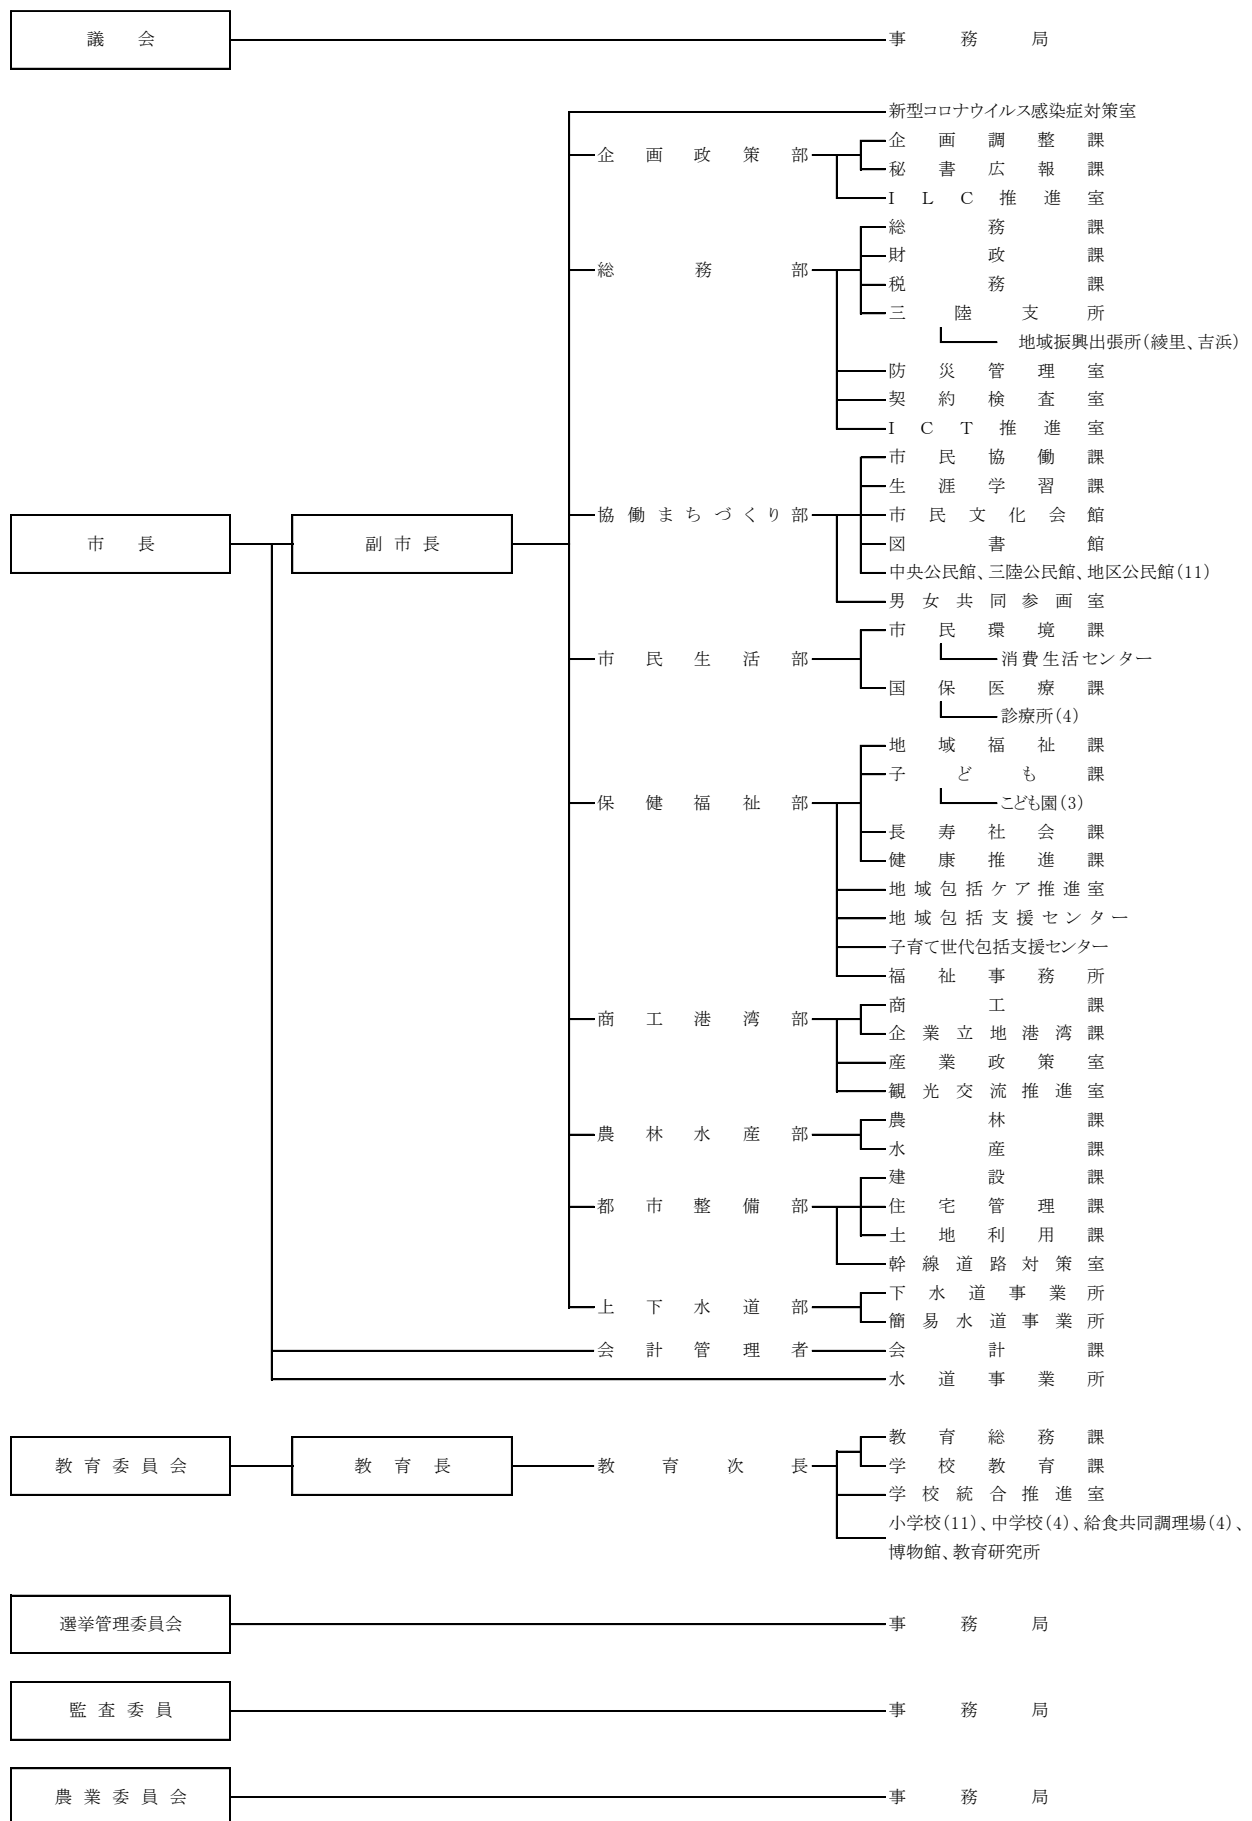 議会 事務局
新型コロナウイルス感染症対策室
企画政策部 企画調整課
秘書広報課
ILC推進室
総務課
財政課
総務部 税務課
三陸支所
地域振興出張所(綾里、吉浜)
防災管理室
契約検査室
ICT推進室
市民協働課
生涯学習課
協働まちづくり部 市民文化会館
市長 副市長 図書館
中央公民館、三陸公民館、地区公民館(11)
男女共同参画室
市民環境課
市民生活部 消費生活センター
国保医療課
診療所(4)
地域福祉課
子ども課
保健福祉部 こども園(3)
長寿社会課
健康推進課
地域包括ケア推進室
地域包括支援センター
子育て世代包括支援センター
福祉事務所
商工課
商工港湾部 企業立地港湾課
産業政策室
観光交流推進室
農林課
農林水産部 水産課
建設課
都市整備部 住宅管理課
土地利用課
幹線道路対策室
下水道事業所
上下水道部 簡易水道事業所
会計管理者 会計課
水道事業所
教育総務課
教育委員会 教育長 教育次長 学校教育課
学校統合推進室
小学校(11)、中学校(4)、給食共同調理場(4)、
博物館、教育研究所
選挙管理委員会 事務局
監査委員 事務局
農業委員会 事務局